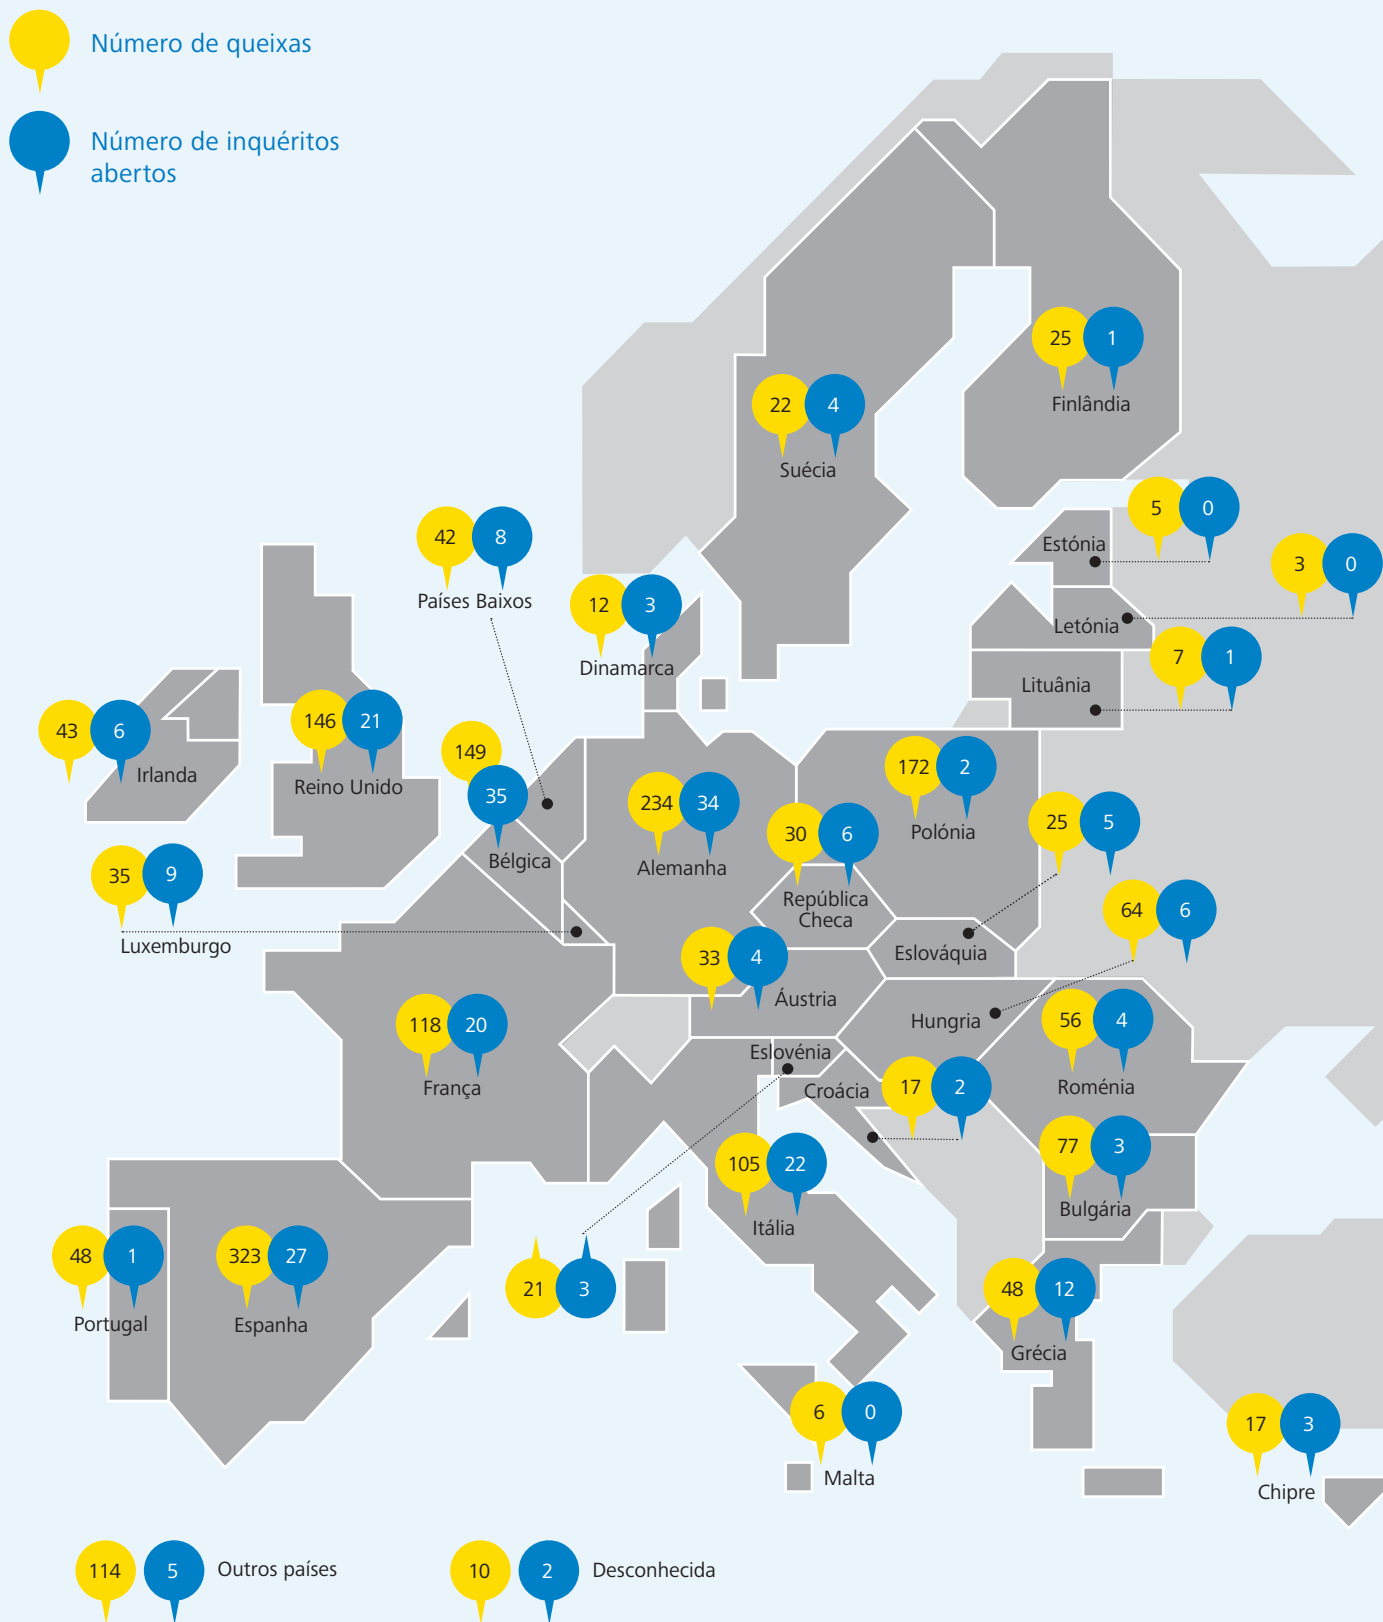 Número de queixas
Número de inquéritos
abertos
25 1
Finlândia
22 4
Suécia
5 0
Estónia
3 0
Letónia
7 1
Lituânia
42 8
Países Baixos
12 3
Dinamarca
43 6
Irlanda
146 21
Reino Unido
149
35
Bélgica
234 34
Alemanha
172 2
Polónia
30 6
República
Checa
25 5
Eslováquia
35 9
Luxemburgo
64 6
Hungria
33 4
Áustria
118 20
França
56 4
Roménia
Eslovénia
21 3
Croácia
17 2
77 3
Bulgária
105 22
Itália
48 1
Portugal
323 27
Espanha
48 12
Grécia
6 0
Malta
17 3
Chipre
114 5 Outros países
10 2 Desconhecida